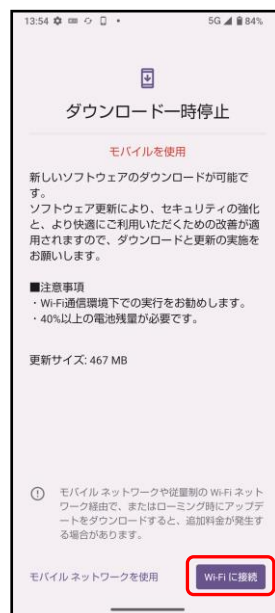 13:54 5G 84%
ダウンロード一時停止
モバイルを使用
新しいソフトウェアのダウンロードが可能で
す。
ソフトウェア更新により、セキュリティの強化
と、より快適にご利用いただくための改善が適
用されますので、ダウンロードと更新の実施を
お願いします。
■注意事項
・Wi-Fi通信環境下での実行をお勧めします。
・40%以上の電池残量が必要です。
更新サイズ: 467 MB
モバイル ネットワークや従量制の Wi-Fi ネット
ワーク経由で、またはローミング時にアップデ
ートをダウンロードすると、追加料金が発生す
る場合があります。
モバイル ネットワークを使用 Wi-Fi に接続